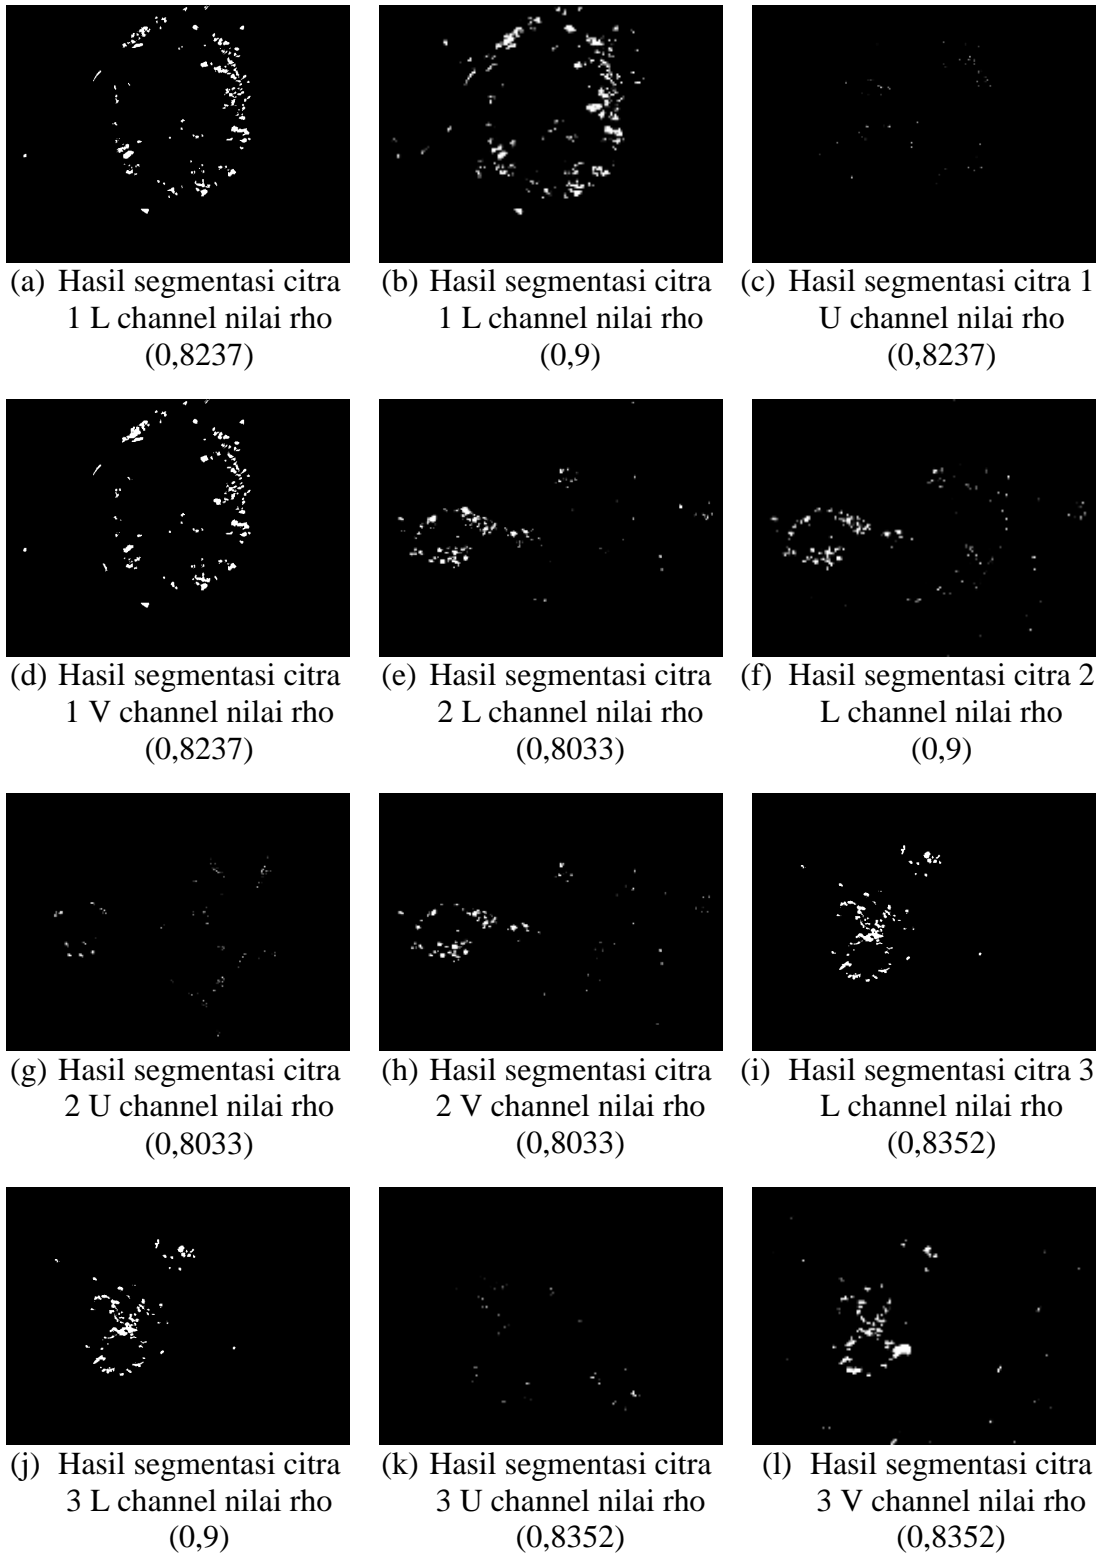 (a) Hasil segmentasi citra
1 L channel nilai rho
(0,8237)
(b) Hasil segmentasi citra
1 L channel nilai rho
(0,9)
(c) Hasil segmentasi citra 1
U channel nilai rho
(0,8237)
(d) Hasil segmentasi citra
1 V channel nilai rho
(0,8237)
(e) Hasil segmentasi citra
2 L channel nilai rho
(0,8033)
(f) Hasil segmentasi citra 2
L channel nilai rho
(0,9)
(g) Hasil segmentasi citra
2 U channel nilai rho
(0,8033)
(h) Hasil segmentasi citra
2 V channel nilai rho
(0,8033)
(i) Hasil segmentasi citra 3
L channel nilai rho
(0,8352)
(j) Hasil segmentasi citra
3 L channel nilai rho
(0,9)
(k) Hasil segmentasi citra
3 U channel nilai rho
(0,8352)
(l) Hasil segmentasi citra
3 V channel nilai rho
(0,8352)